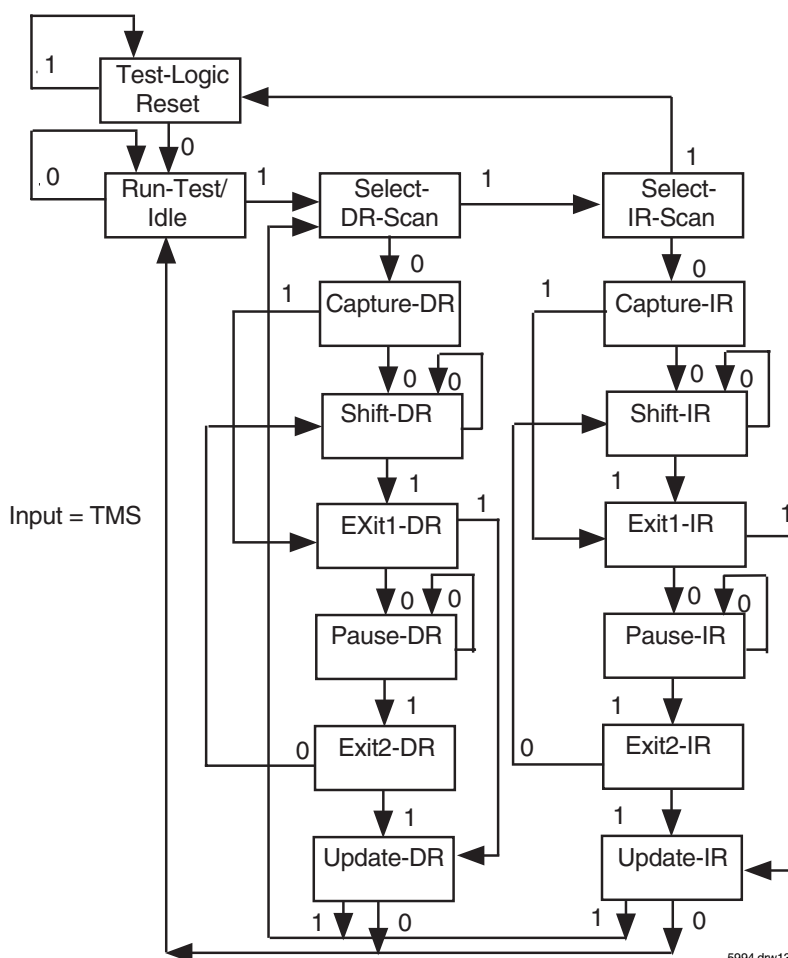 .1
Test-Logic
Reset
0
1
.0
Run-Test/
Idle
1
Select-
DR-Scan
1
Select-
IR-Scan
0
0
1
Capture-DR
1
Capture-IR
0
0
0
0
Shift-DR
Shift-IR
1
1
Input = TMS
EXit1-DR
1
Exit1-IR
1
0
0
0
0
Pause-DR
Pause-IR
1
1
0
Exit2-DR
0
Exit2-IR
1
1
Update-DR
Update-IR
1
0
1
0